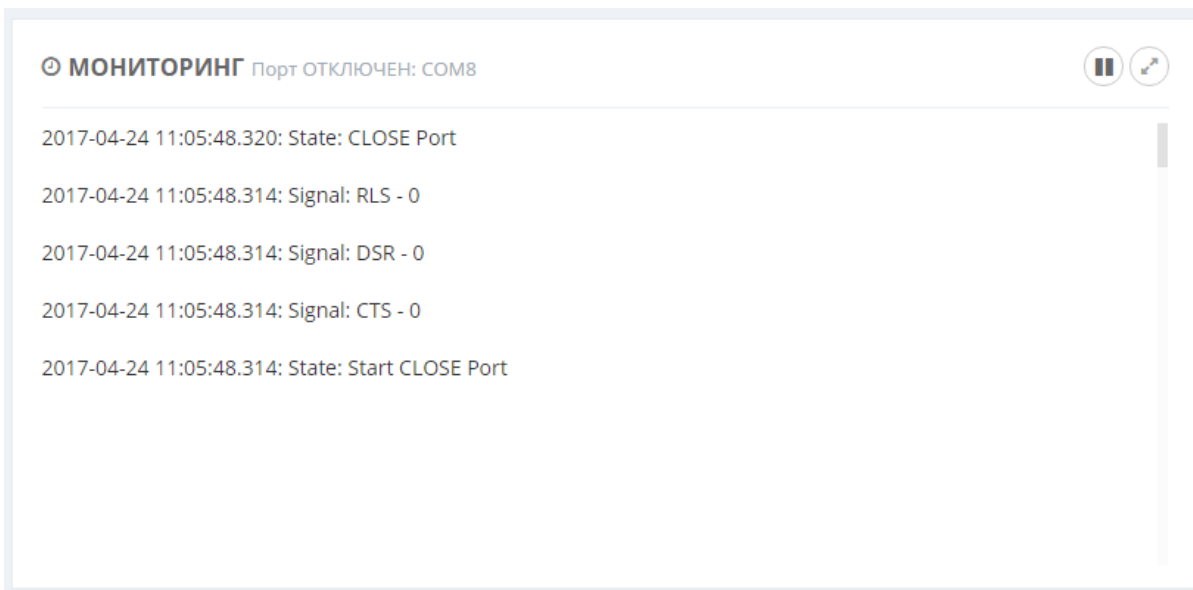 МОНИТОРИНГ Порт ОТКЛЮЧЕН: COM8
2017-04-24 11:05:48.320: State: CLOSE Port
2017-04-24 11:05:48.314: Signal: RLS - 0
2017-04-24 11:05:48.314: Signal: DSR - 0
2017-04-24 11:05:48.314: Signal: CTS - 0
2017-04-24 11:05:48.314: State: Start CLOSE Port